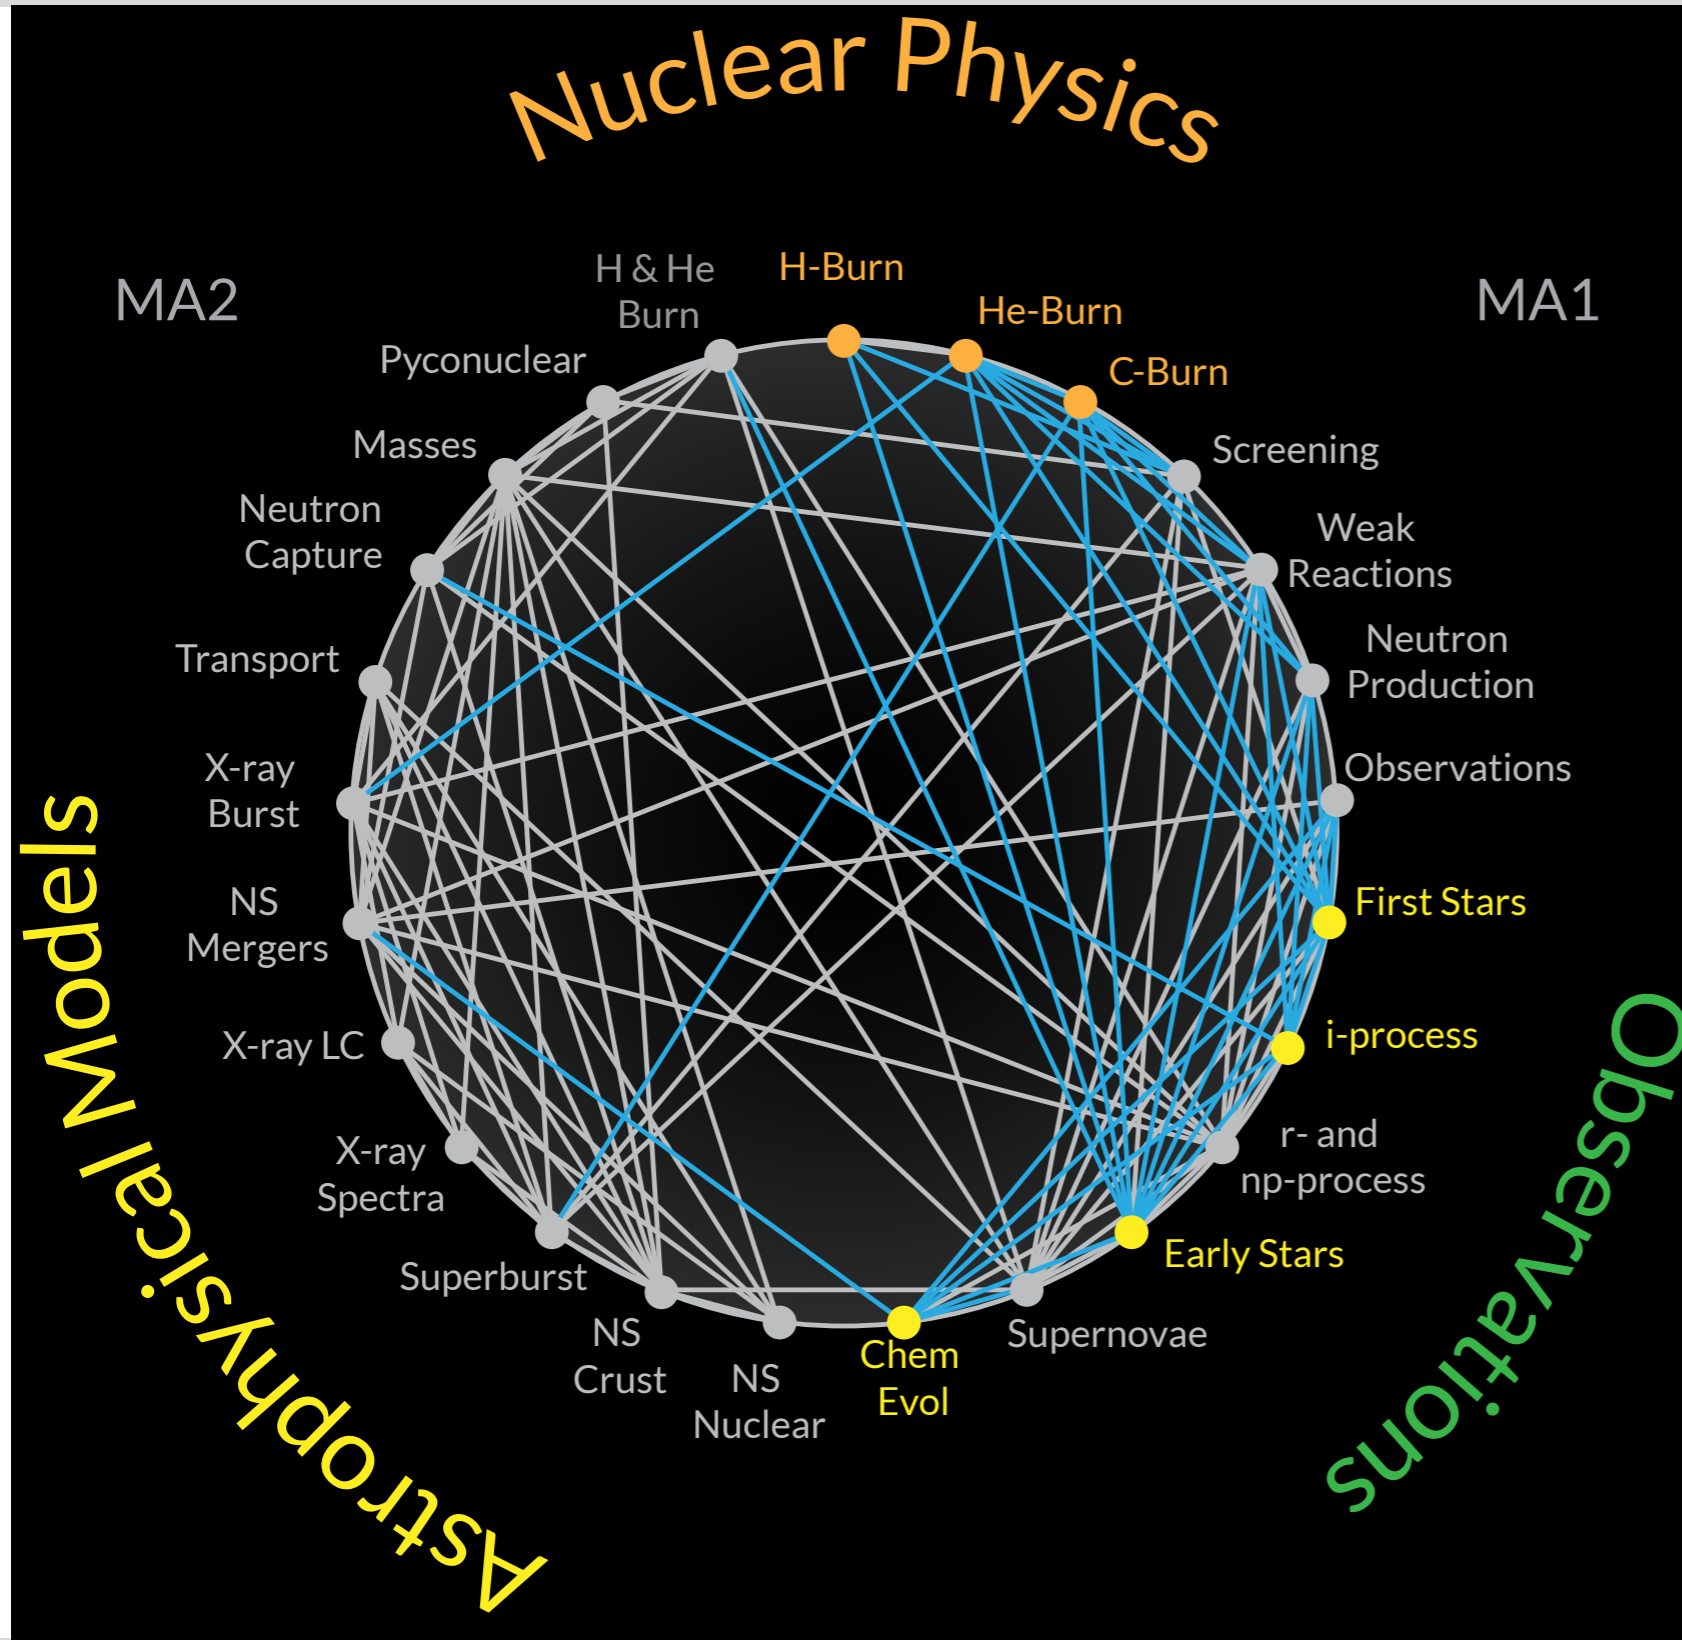 Nuclear Physics
MA2
MA1
H & He
Burn
H-Burn
He-Burn
C-Burn
Pyconuclear
Masses
Screening
Neutron
Capture
Weak
Reactions
Transport
Neutron
Production
X-ray
Burst
Observations
NS
Mergers
First Stars
X-ray LC
i-process
X-ray
Spectra
r- and
np-process
Superburst
Early Stars
NS
Crust
NS
Nuclear
Chem
Evol
Supernovae
Astrophysical Models
Observations